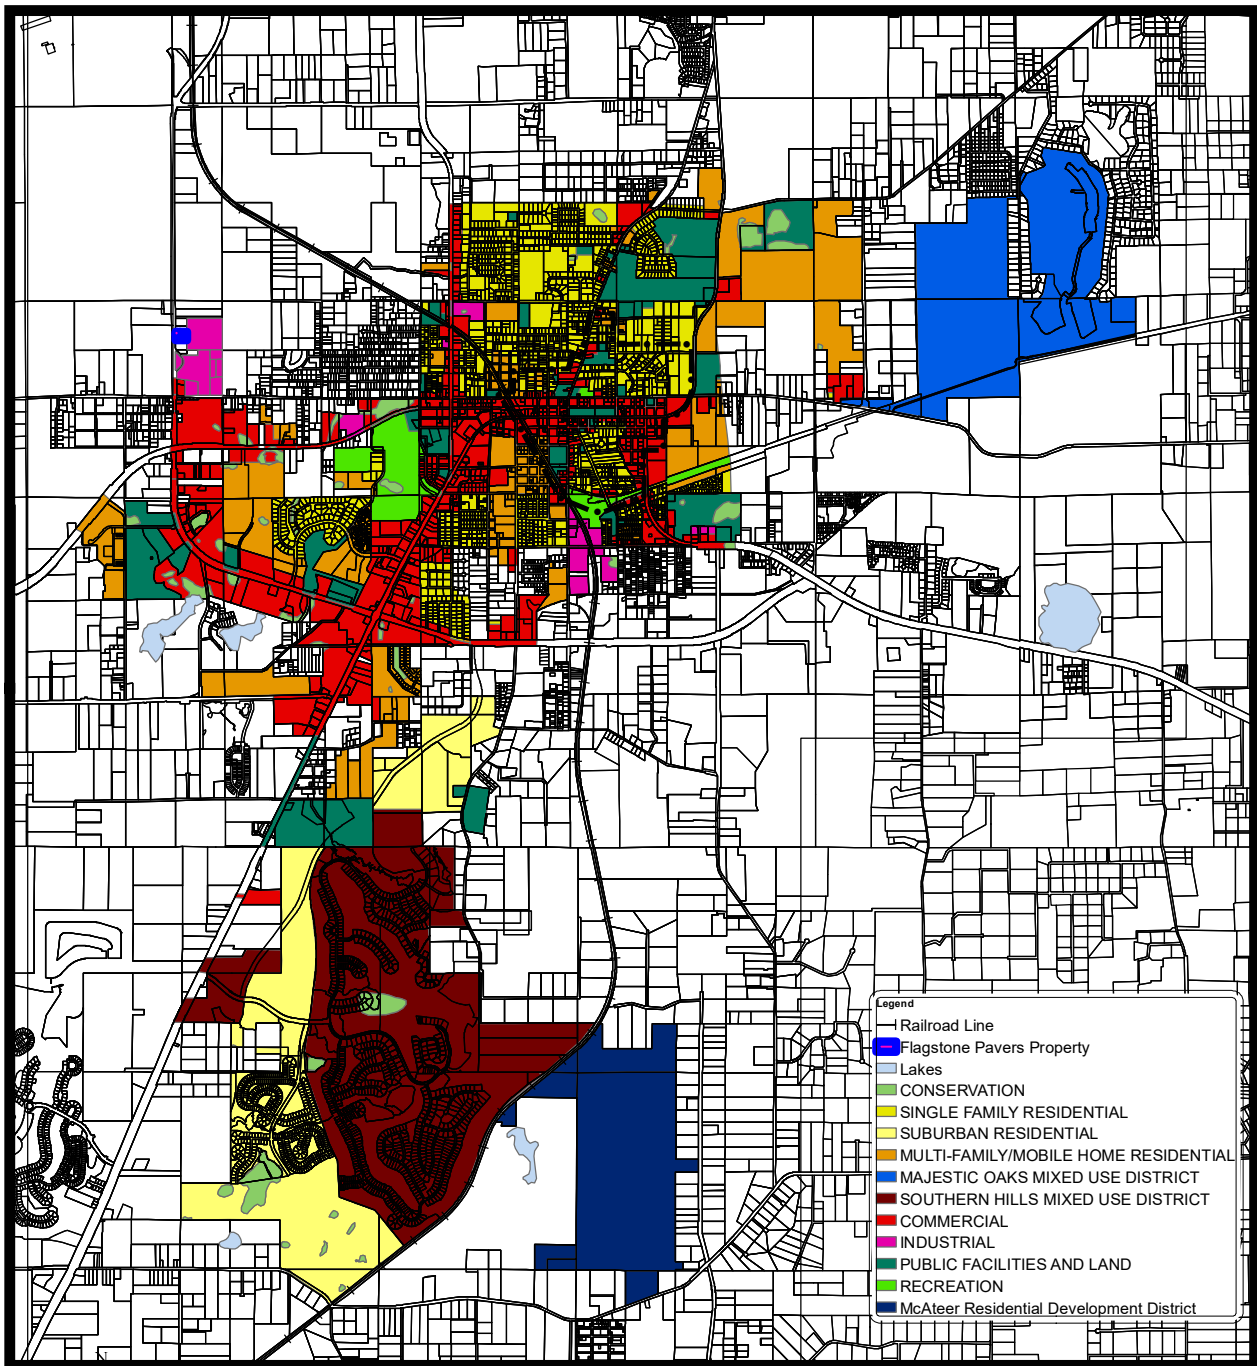 Legend
Railroad Line
Flagstone Pavers Property
Lakes
CONSERVATION
SINGLE FAMILY RESIDENTIAL
SUBURBAN RESIDENTIAL
MULTI-FAMILY/MOBILE HOME RESIDENTIAL
MAJESTIC OAKS MIXED USE DISTRICT
SOUTHERN HILLS MIXED USE DISTRICT
COMMERCIAL
INDUSTRIAL
PUBLIC FACILITIES AND LAND
RECREATION
McAteer Residential Development District